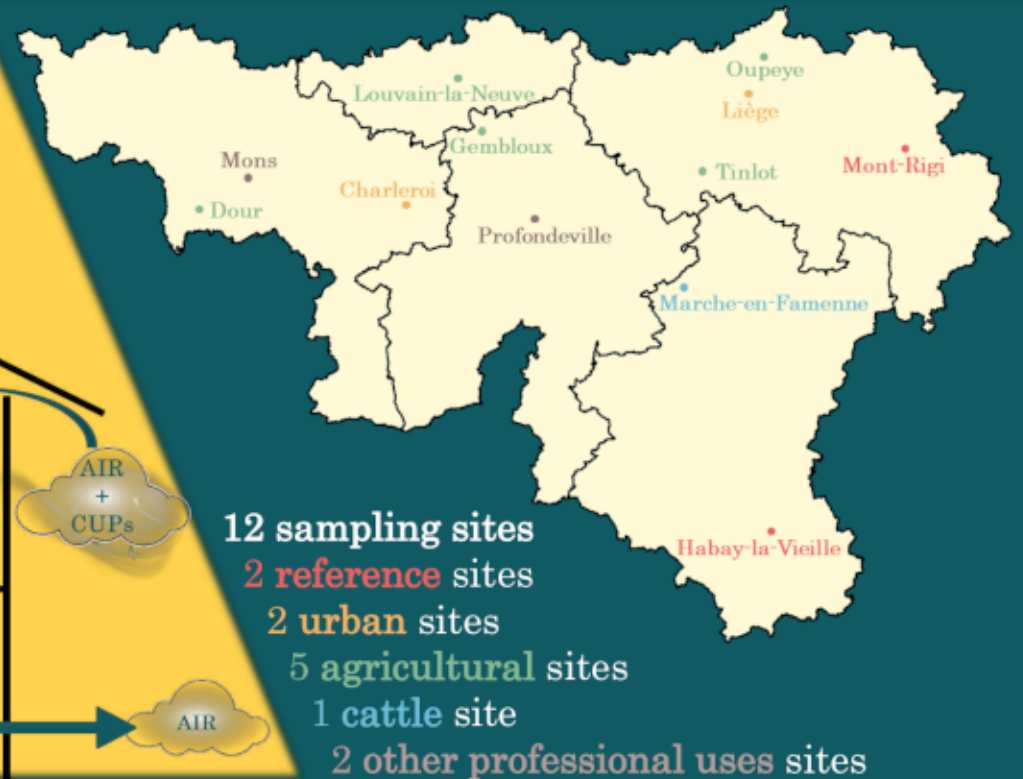 Oupeye
Louvain-la-Neuve
Liège
Gembloux
Mons
Mont-Rigi
Tinlot
Charleroi
Dour
Profondeville
Marche-en-Famenne
AIR
+
CUPs
12 sampling sites
2 reference sites
Habay-la-Vieille
2 urban sites
5 agricultural sites
1 cattle site
AIR
2 other professional uses sites